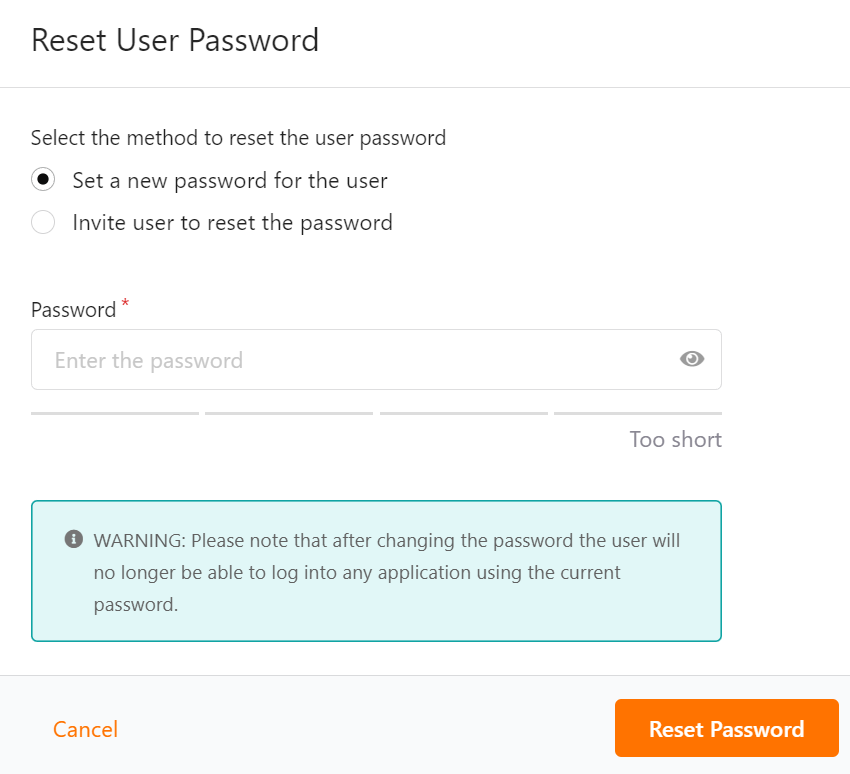 Reset User Password
Select the method to reset the user password
Set a new password for the user
Invite user to reset the password
Password *
Enter the password
Too short
WARNING: Please note that after changing the password the user will
no longer be able to log into any application using the current
password.
Cancel
Reset Password